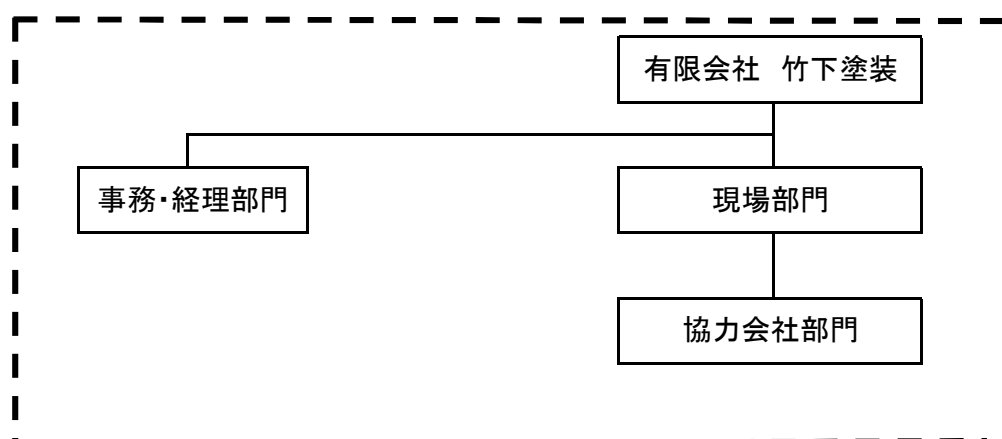 有限会社　竹下塗装
事務・経理部門
現場部門
協力会社部門